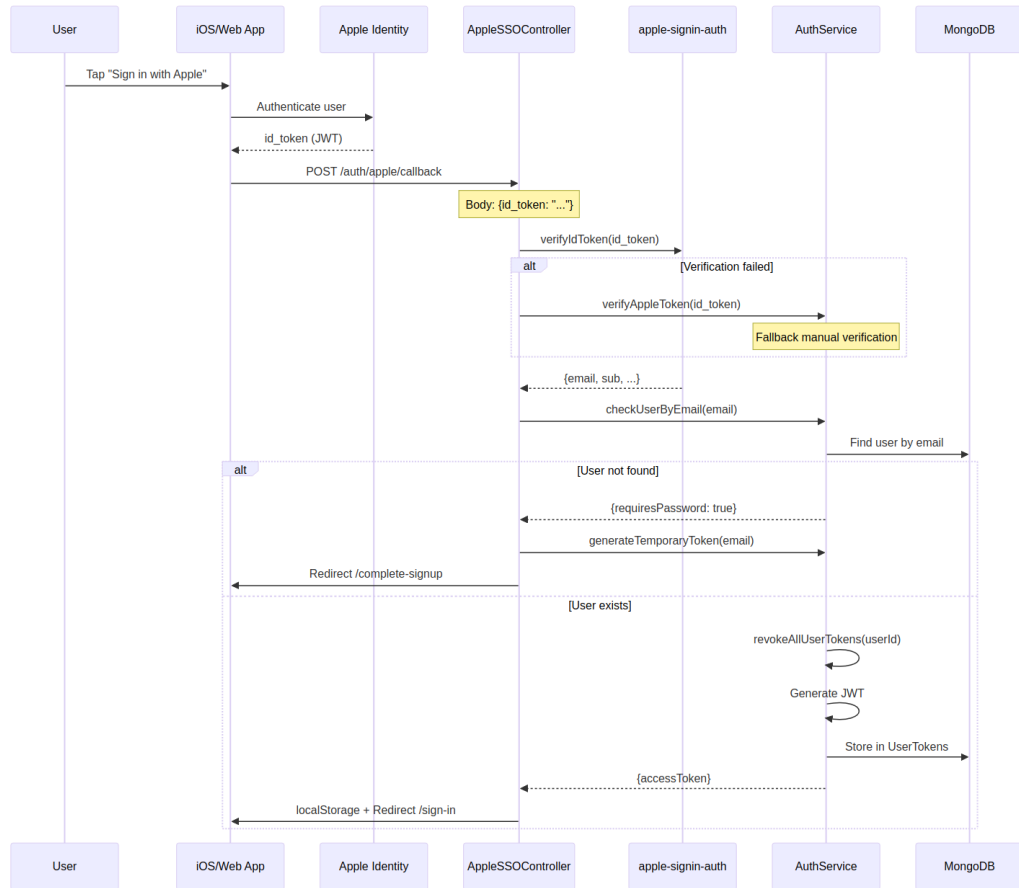 User
iOS/Web App
Apple Identity
AppleSSOController
apple-signin-auth
AuthService
MongoDB
Tap "Sign in with Apple"
Authenticate user
id_token (JWT)
POST /auth/apple/callback
Body: {id_token: "..."}
verifyIdToken(id_token)
alt
[Verification failed]
verifyAppleToken(id_token)
Fallback manual verification
{email, sub, ...}
checkUserByEmail(email)
Find user by email
alt
[User not found]
{requiresPassword: true}
generateTemporaryToken(email)
Redirect /complete-signup
[User exists]
revokeAllUserTokens(userId)
Generate JWT
Store in UserTokens
{accessToken}
localStorage + Redirect /sign-in
User
iOS/Web App
Apple Identity
AppleSSOController
apple-signin-auth
AuthService
MongoDB